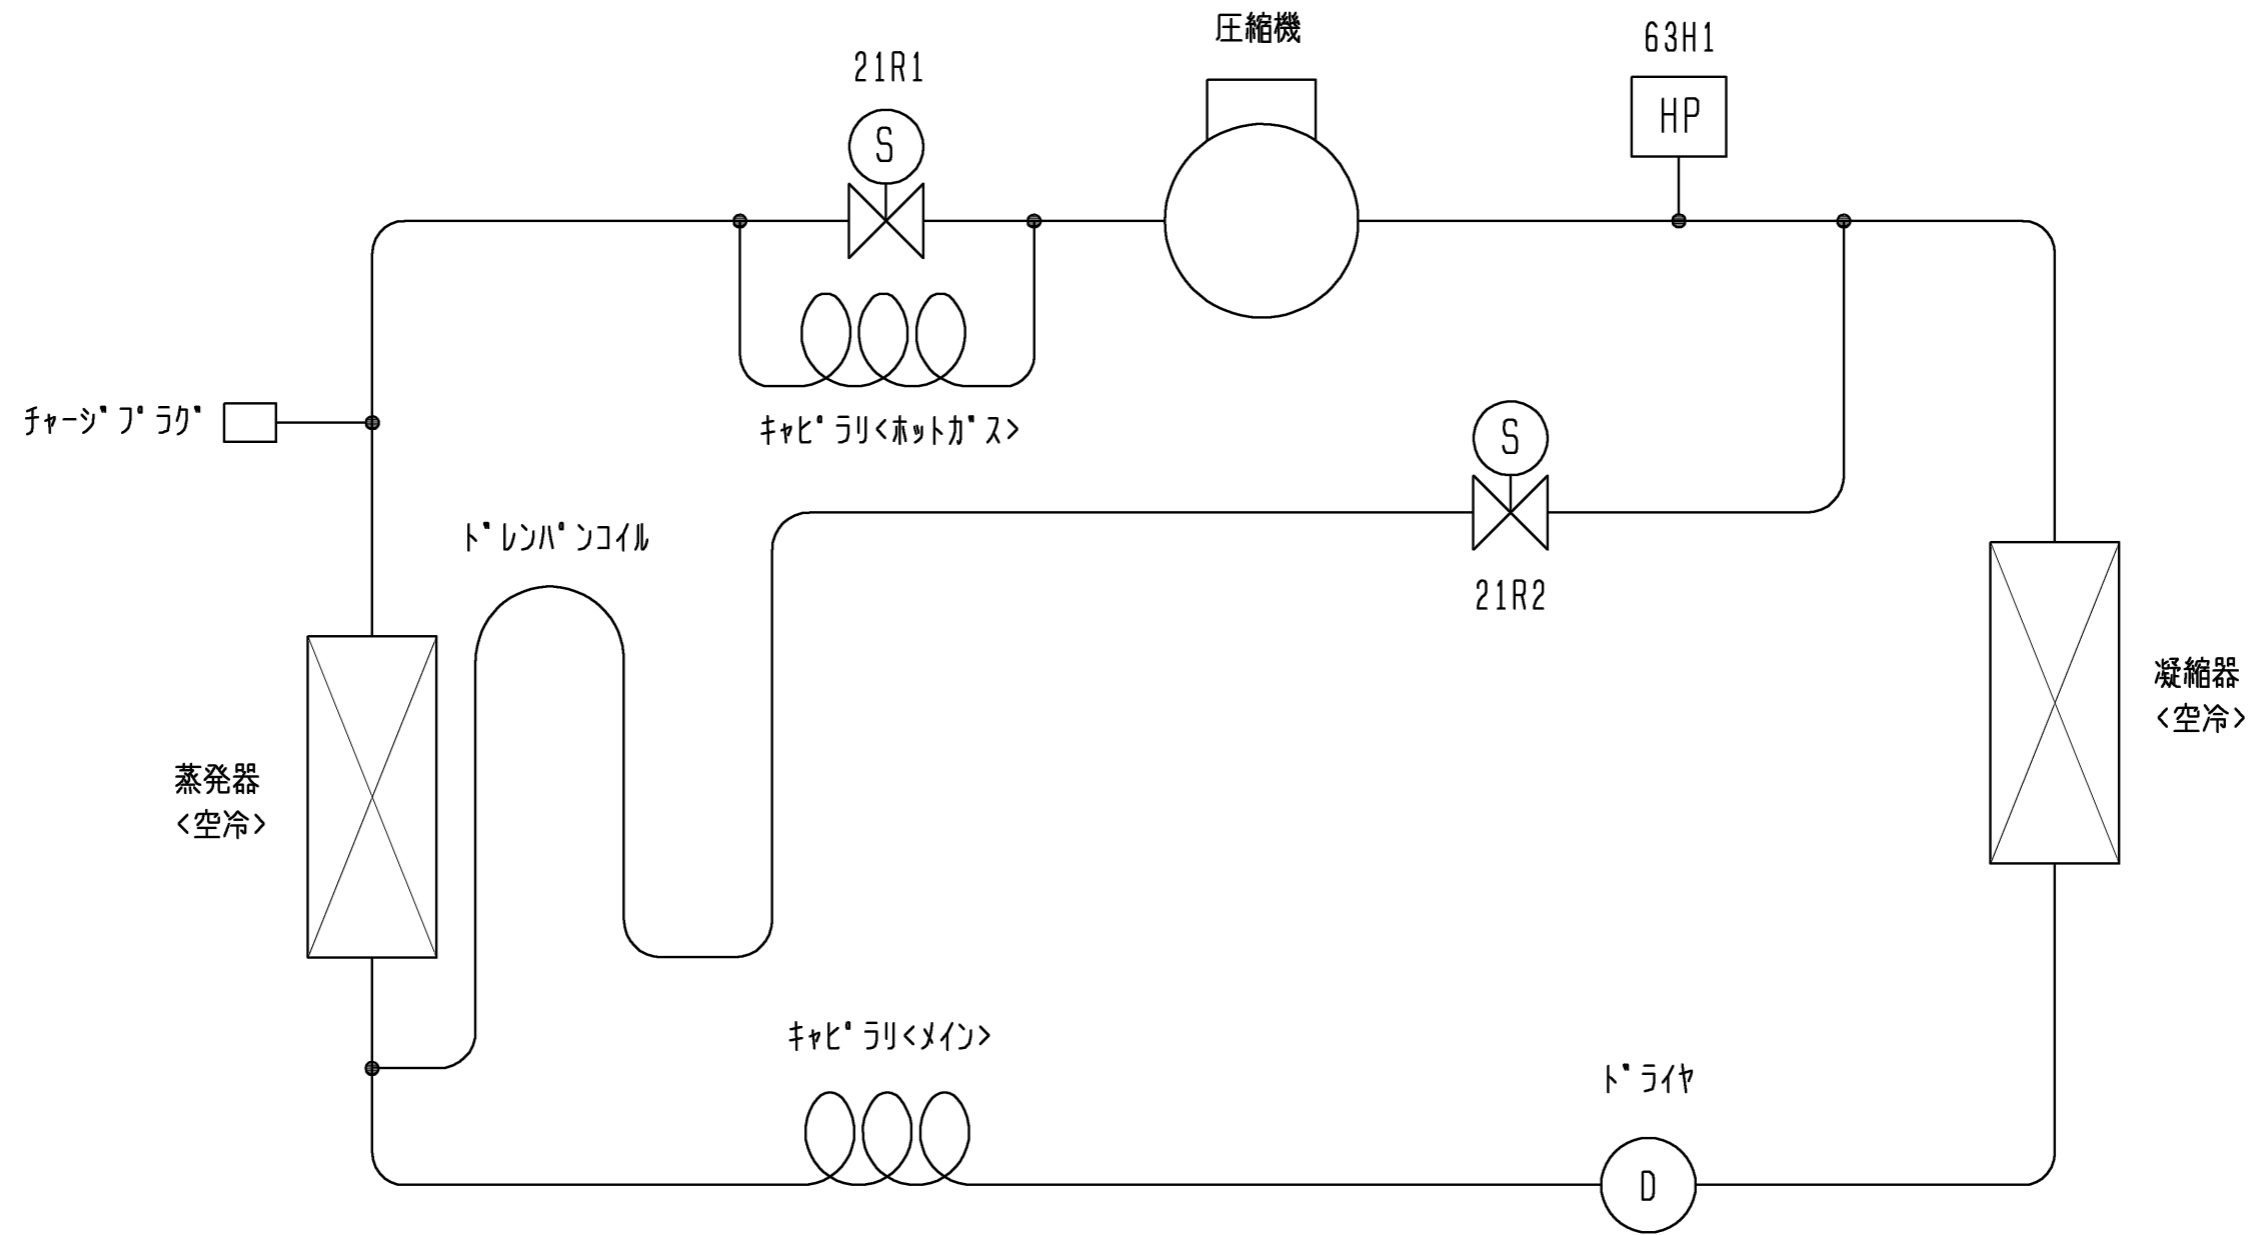 圧縮機
63H1
21R1
HP
S
チャージプラグ
キャピラリ<ホットガス>
S
ドレンパンコイル
21R2
凝縮器
<空冷>
蒸発器
<空冷>
キャピラリ<メイン>
ドライヤ
D